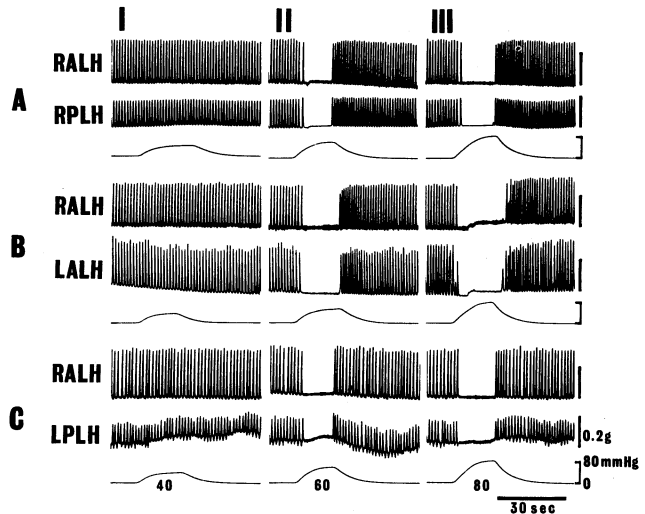 I II III
A RALH
RPLH
B RALH
LALH
C RALH
LPLH
0.2g
80mmHg
40 60 80 0
30 sec